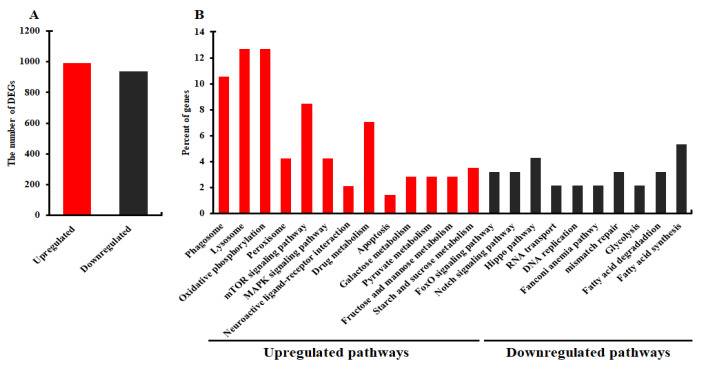 A
The number of DEGs
1200
1000
800
600
400
200
0
Upregulated
Downregulated
B
Percent of genes
14
12
10
8
6
4
2
0
Phagosome
Lysosome
Oxidative phosphorylation
Peroxisome
mTOR signaling pathway
MAPK signaling pathway
Neuroactive ligand-receptor interaction
Drug metabolism
Apoptosis
Galactose metabolism
Pyruvate metabolism
Fructose and mannose metabolism
Starch and sucrose metabolism
FoxO signaling pathway
Notch signaling pathway
Hippo pathway
RNA transport
DNA replication
Fanconi anemia pathwy
mismatch repair
Glycolysis
Fatty acid degradadtion
Fatty acid synthesis
Upregulated pathways
Downregulated pathways